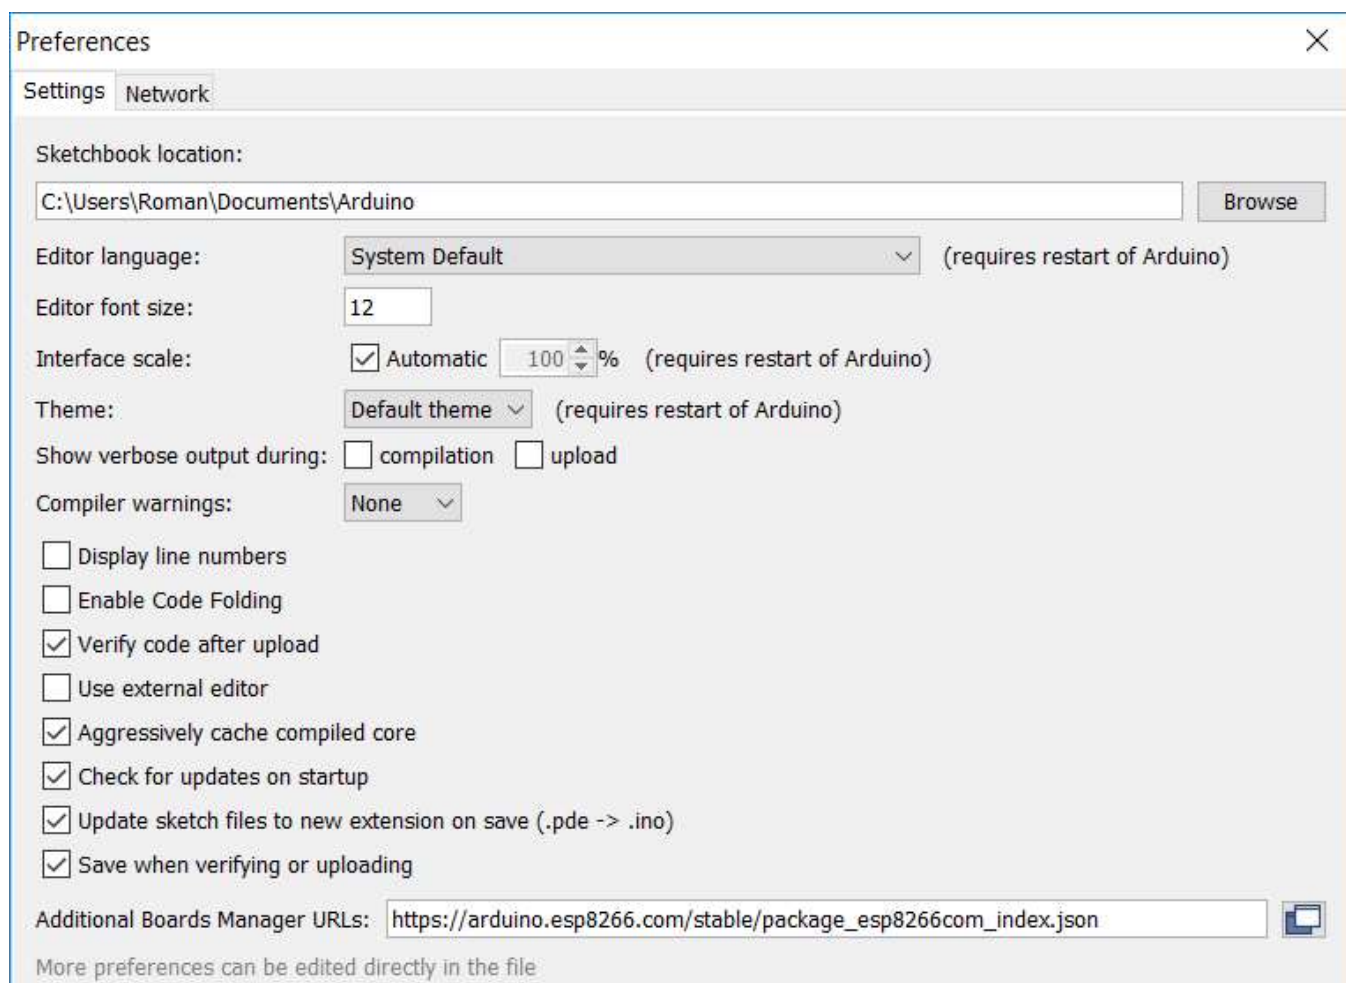 Preferences
Settings Network
Sketchbook location:
C:\Users\Roman\Documents\Arduino Browse
Editor language: System Default (requires restart of Arduino)
Editor font size: 12
Interface scale: Automatic 100 % (requires restart of Arduino)
Theme: Default theme (requires restart of Arduino)
Show verbose output during: compilation upload
Compiler warnings: None
Display line numbers
Enable Code Folding
Verify code after upload
Use external editor
Aggressively cache compiled core
Check for updates on startup
Update sketch files to new extension on save (.pde -> .ino)
Save when verifying or uploading
Additional Boards Manager URLs: https://arduino.esp8266.com/stable/package_esp8266com_index.json
More preferences can be edited directly in the file